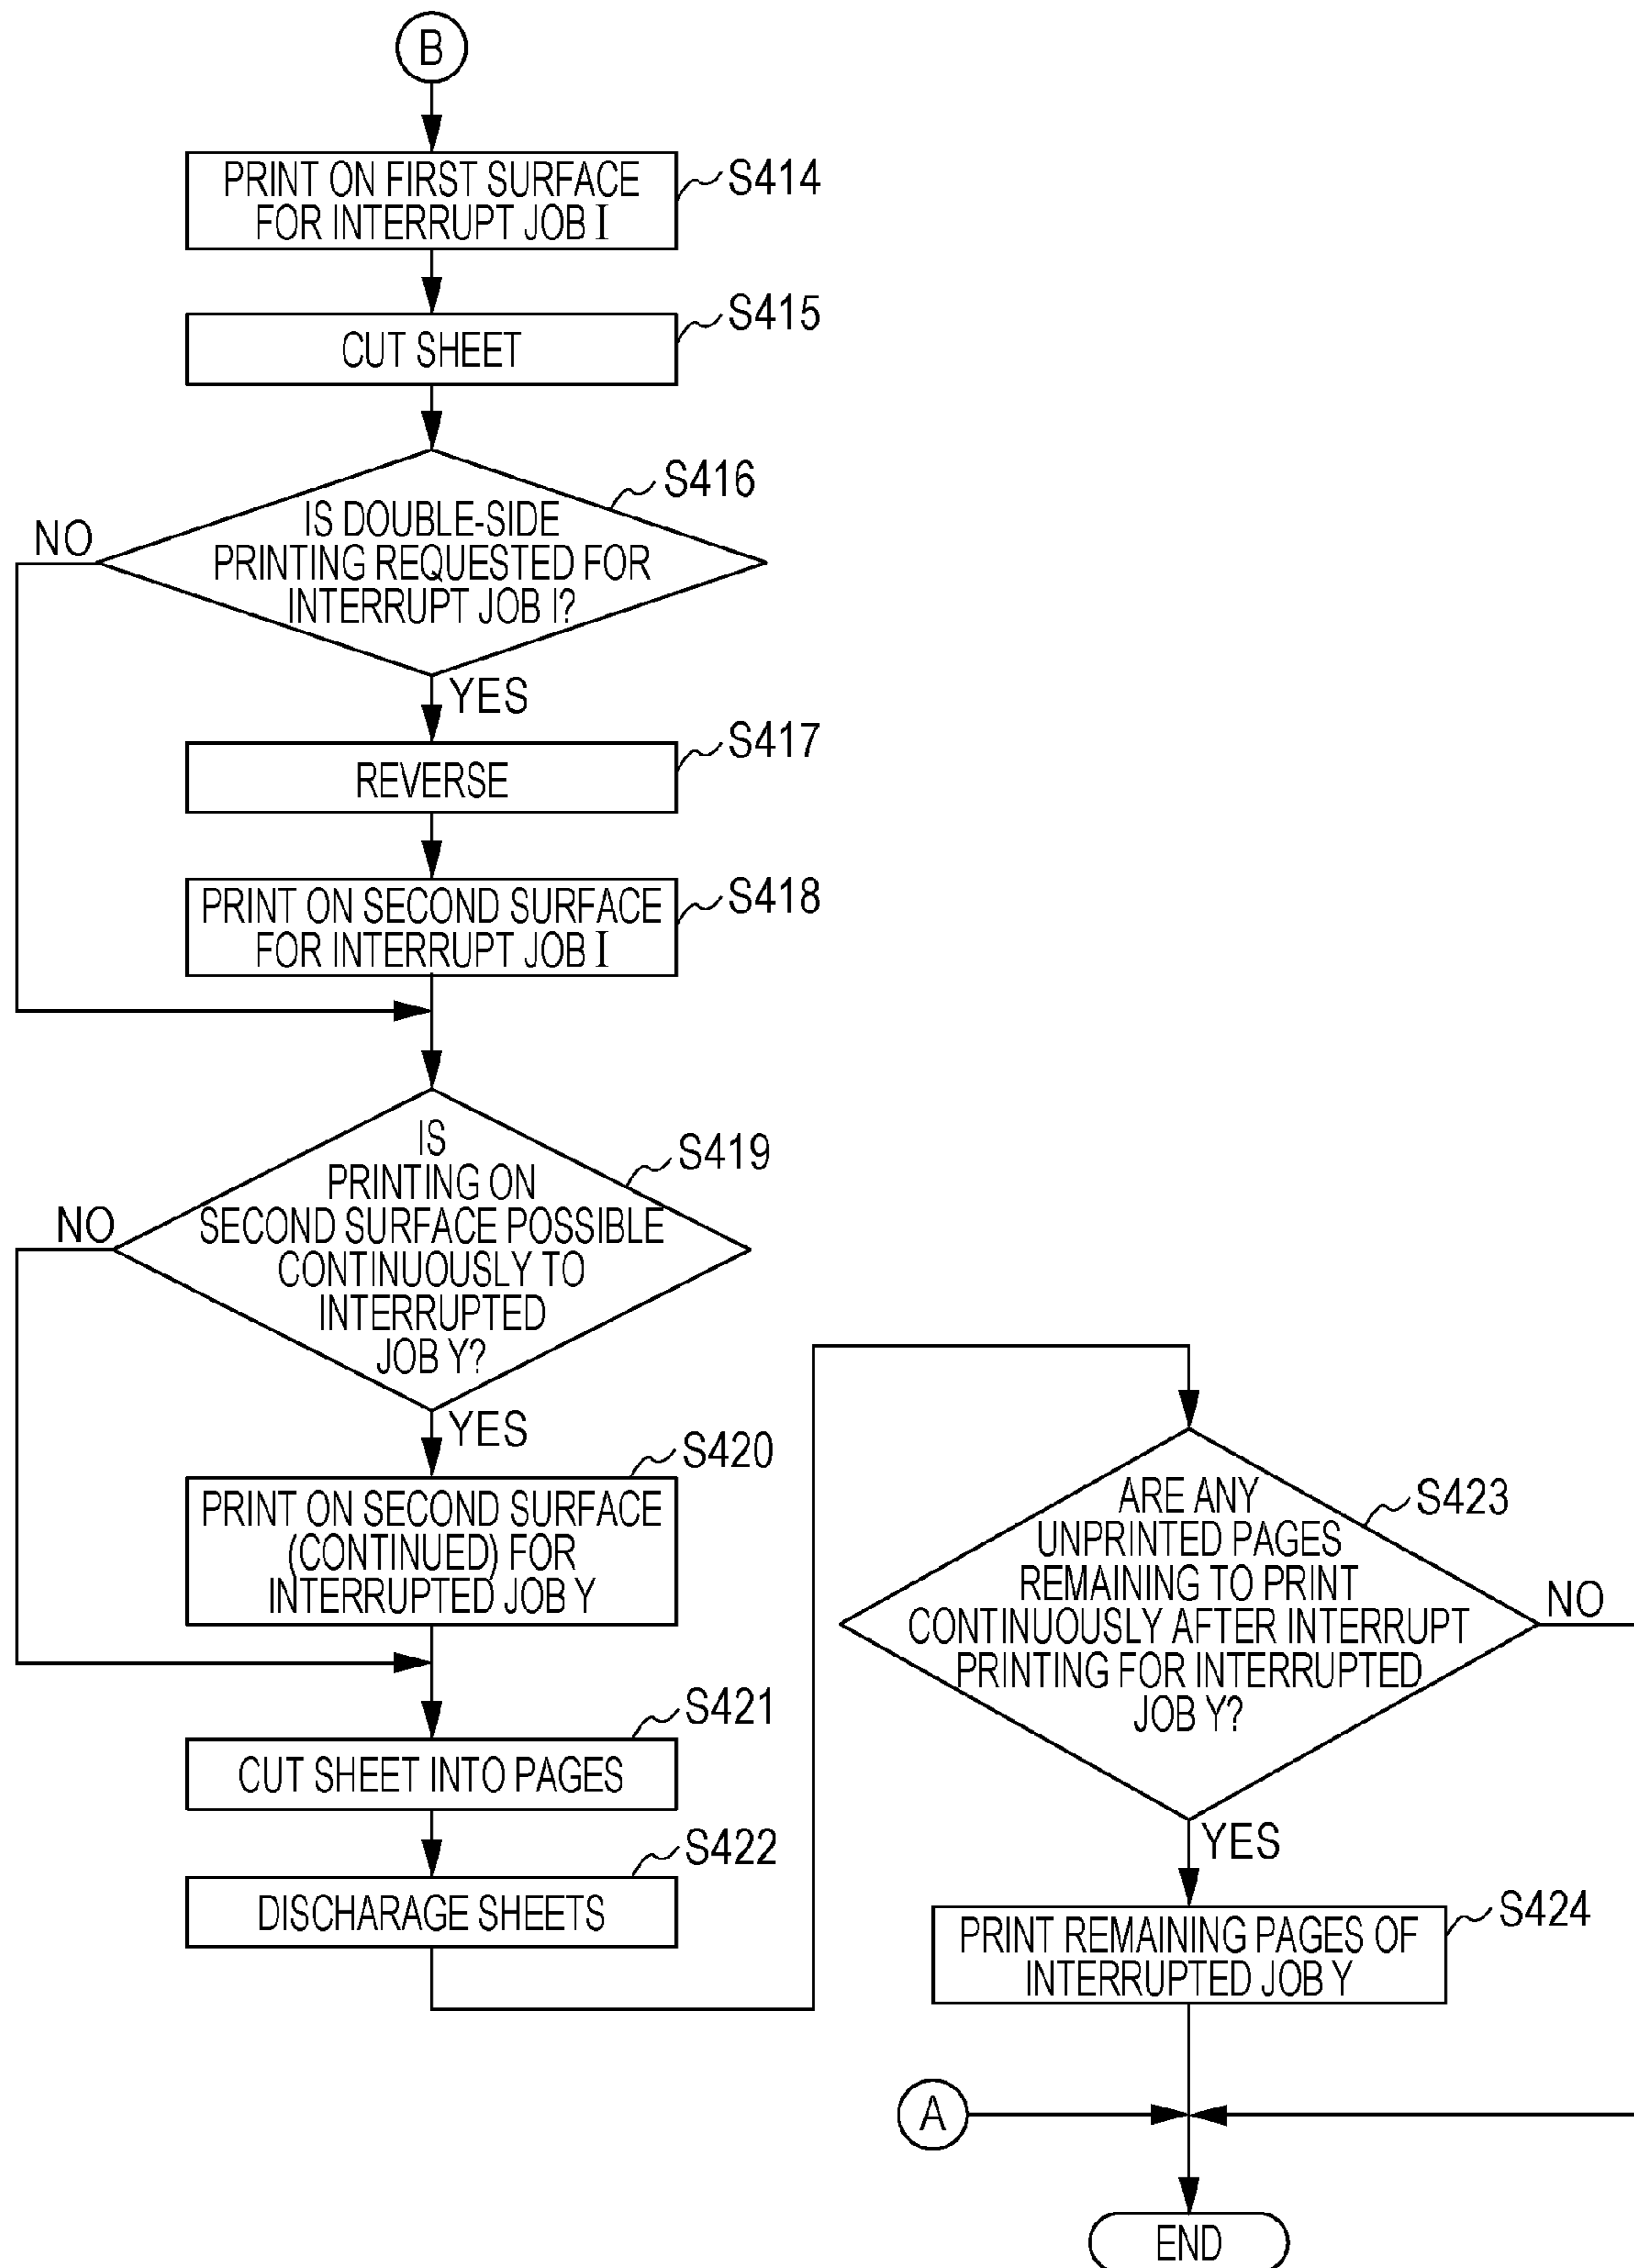 B
PRINT ON FIRST SURFACE
FOR INTERRUPT JOB I
S414
CUT SHEET
S415
IS DOUBLE-SIDE
PRINTING REQUESTED FOR
INTERRUPT JOB I?
S416
NO
YES
REVERSE
S417
PRINT ON SECOND SURFACE
FOR INTERRUPT JOB I
S418
IS
PRINTING ON
SECOND SURFACE POSSIBLE
CONTINUOUSLY TO
INTERRUPTED
JOB Y?
S419
NO
YES
PRINT ON SECOND SURFACE
(CONTINUED) FOR
INTERRUPTED JOB Y
S420
CUT SHEET INTO PAGES
S421
DISCHARAGE SHEETS
S422
ARE ANY
UNPRINTED PAGES
REMAINING TO PRINT
CONTINUOUSLY AFTER INTERRUPT
PRINTING FOR INTERRUPTED
JOB Y?
S423
NO
YES
PRINT REMAINING PAGES OF
INTERRUPTED JOB Y
S424
A
END